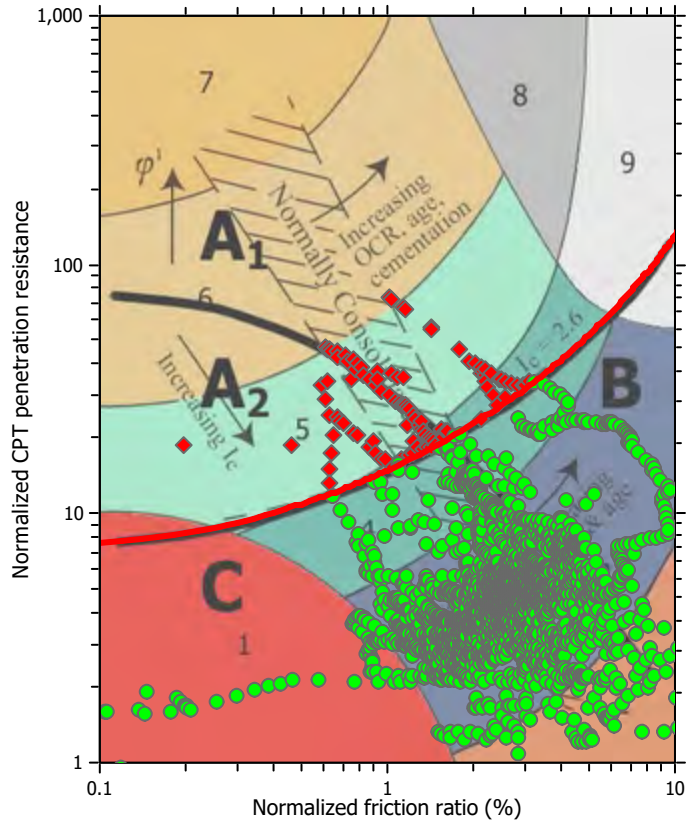 1,000
100
10
1
Normalized CPT penetration resistance
7
8
9
φ'
A1
6
Normally Consol
Increasing
OCR, age,
cementation
Ic = 2.6
A2
Increasing Ic
5
B
4
& age
C
1
0.1
1
10
Normalized friction ratio (%)